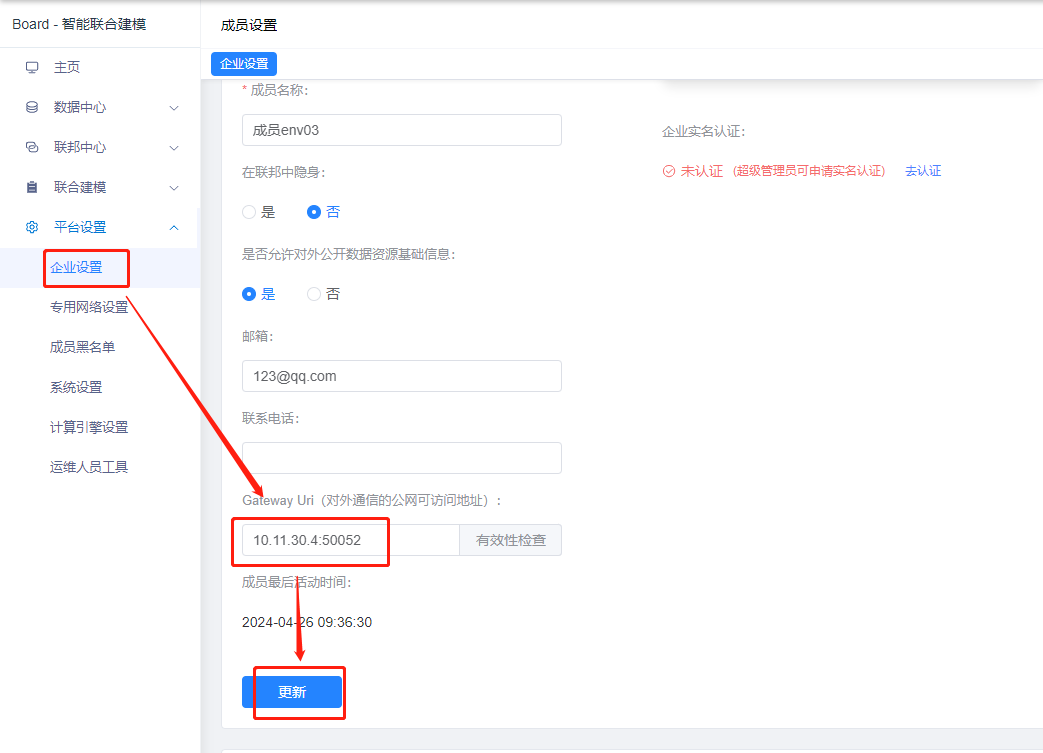 Board - 智能联合建模
主页
数据中心
联邦中心
联合建模
平台设置
企业设置
专用网络设置
成员黑名单
系统设置
计算引擎设置
运维人员工具
成员设置
企业设置
* 成员名称：
成员env03
在联邦中隐身：
是 否
是否允许对外公开数据资源基础信息：
是 否
邮箱：
123@qq.com
联系电话：
Gateway Uri（对外通信的公网可访问地址）：
10.11.30.4:50052 有效性检查
成员最后活动时间：
2024-04-26 09:36:30
更新
企业实名认证：
未认证 (超级管理员可申请实名认证) 去认证